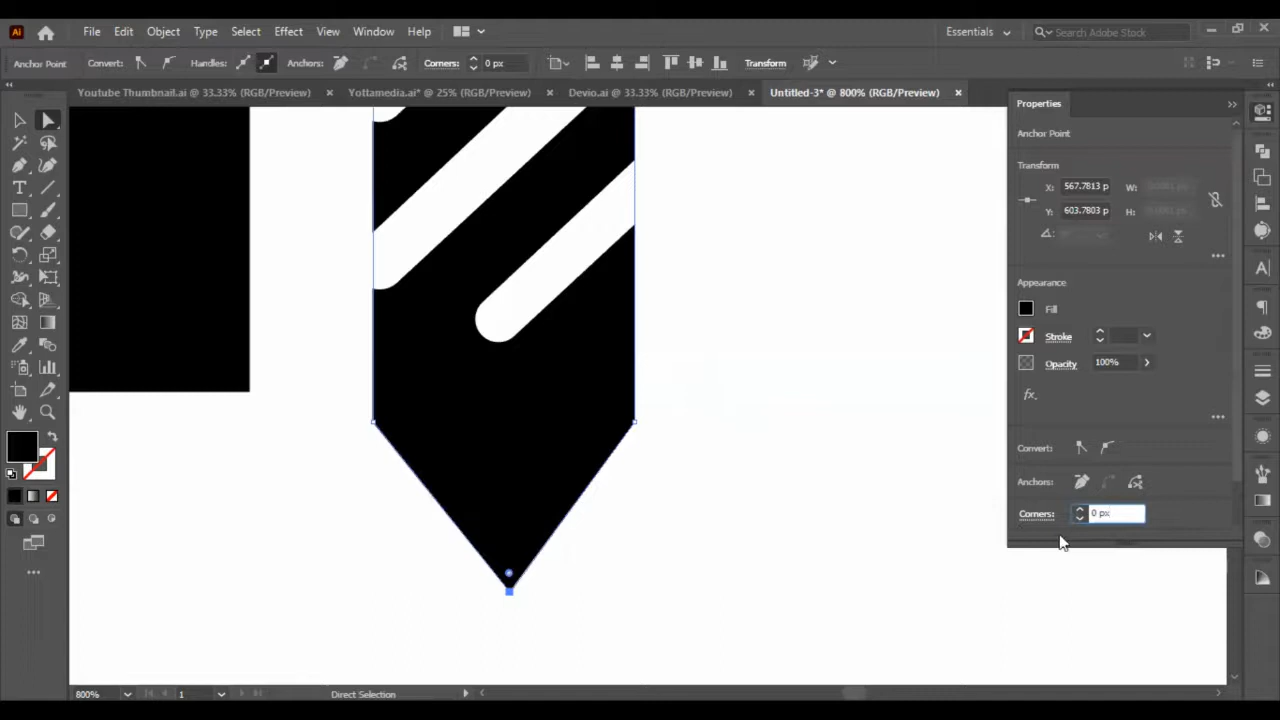 Ai File Edit Object Type Select Effect View Window Help Essentials Search Adobe Stock
Anchor Point Convert: Handles: Anchors: Corners: 0 px Transform
Youtube Thumbnail.ai @ 33.33% (RGB/Preview) × Yottamedia.ai* @ 25% (RGB/Preview) × Devio.ai @ 33.33% (RGB/Preview) × Untitled-3* @ 800% (RGB/Preview) ×
Properties
Anchor Point
Transform
X: 567.7813 p W:
Y: 603.7803 p H:
Appearance
Fill
Stroke
Opacity 100%
fx.
Convert:
Anchors:
Corners: 0 px
800% 1 Direct Selection